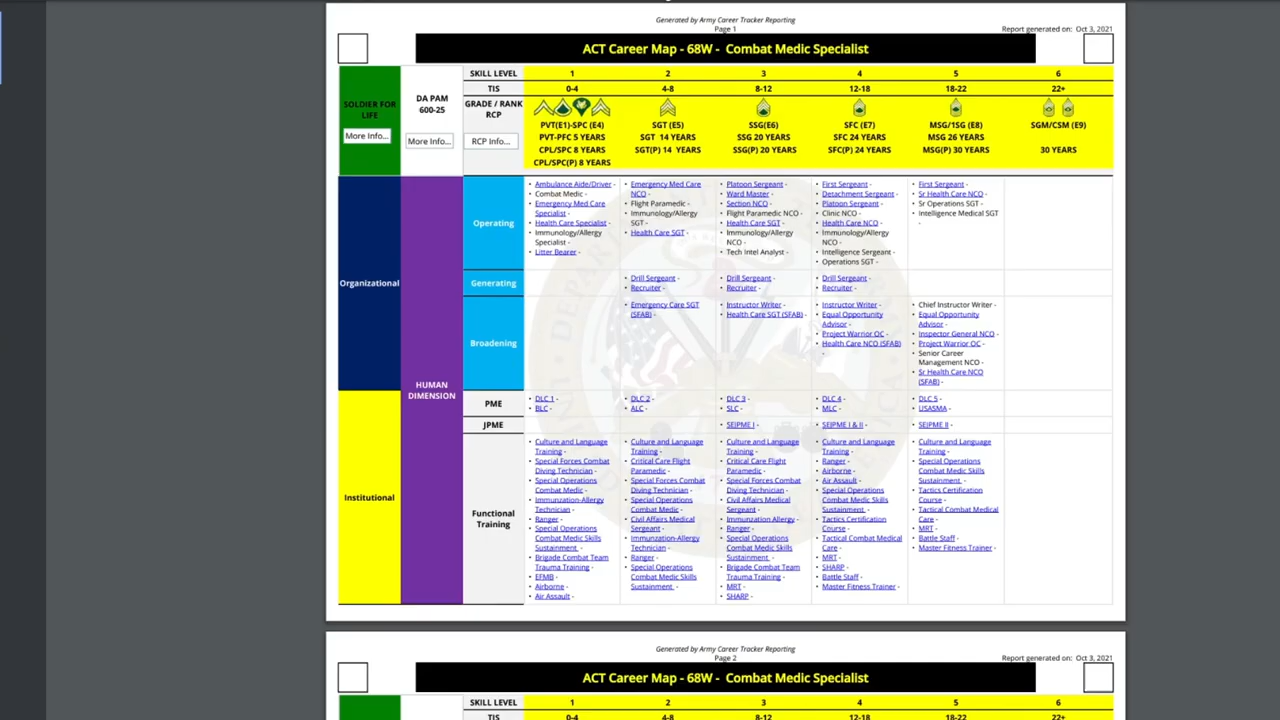 Generated by Army Career Tracker Reporting
Page 1
Report generated on: Oct 3, 2021
ACT Career Map - 68W - Combat Medic Specialist
SOLDIER FOR LIFE
More Info...
DA PAM 600-25
More Info...
SKILL LEVEL 1 2 3 4 5 6
TIS 0-4 4-8 8-12 12-18 18-22 22+
GRADE / RANK
RCP
RCP Info...
PVT(E1)-SPC (E4) SGT (E5) SSG(E6) SFC (E7) MSG/1SG (E8) SGM/CSM (E9)
PVT-PFC 5 YEARS SGT 14 YEARS SSG 20 YEARS SFC 24 YEARS MSG 26 YEARS
CPL/SPC 8 YEARS SGT(P) 14 YEARS SSG(P) 20 YEARS SFC(P) 24 YEARS MSG(P) 30 YEARS 30 YEARS
CPL/SPC(P) 8 YEARS
Organizational
HUMAN DIMENSION
Operating
• Ambulance Aide/Driver -
• Combat Medic -
• Emergency Med Care
Specialist -
• Health Care Specialist -
• Immunology/Allergy
Specialist -
• Litter Bearer -
• Emergency Med Care
NCO -
• Flight Paramedic -
• Immunology/Allergy
SGT -
• Health Care SGT -
• Platoon Sergeant -
• Ward Master -
• Section NCO -
• Flight Paramedic NCO -
• Health Care SGT -
• Immunology/Allergy
NCO -
• Tech Intel Analyst -
• First Sergeant -
• Detachment Sergeant -
• Platoon Sergeant -
• Clinic NCO -
• Health Care NCO -
• Immunology/Allergy
NCO -
• Intelligence Sergeant -
• Operations SGT -
• First Sergeant -
• Sr Health Care NCO -
• Sr Operations SGT -
• Intelligence Medical SGT
-
Generating
• Drill Sergeant -
• Recruiter -
• Drill Sergeant -
• Recruiter -
• Drill Sergeant -
• Recruiter -
Broadening
• Emergency Care SGT
(SFAB) -
• Instructor Writer -
• Health Care SGT (SFAB) -
• Instructor Writer -
• Equal Opportunity
Advisor -
• Project Warrior OC -
• Health Care NCO (SFAB)
-
• Chief Instructor Writer -
• Equal Opportunity
Advisor -
• Inspector General NCO -
• Project Warrior OC -
• Senior Career
Management NCO -
• Sr Health Care NCO
(SFAB) -
Institutional
PME
• DLC 1 -
• BLC -
• DLC 2 -
• ALC -
• DLC 3 -
• SLC -
• DLC 4 -
• MLC -
• DLC 5 -
• USASMA -
JPME
• SEJPME I -
• SEJPME I & II -
• SEJPME II -
Functional Training
• Culture and Language
Training -
• Special Forces Combat
Diving Technician -
• Special Operations
Combat Medic -
• Immunization-Allergy
Technician -
• Ranger -
• Special Operations
Combat Medic Skills
Sustainment -
• Brigade Combat Team
Trauma Training -
• EFMB -
• Airborne -
• Air Assault -
• Culture and Language
Training -
• Critical Care Flight
Paramedic -
• Special Forces Combat
Diving Technician -
• Special Operations
Combat Medic -
• Civil Affairs Medical
Sergeant -
• Immunization-Allergy
Technician -
• Ranger -
• Special Operations
Combat Medic Skills
Sustainment -
• Culture and Language
Training -
• Critical Care Flight
Paramedic -
• Special Forces Combat
Diving Technician -
• Civil Affairs Medical
Sergeant -
• Immunzation Allergy -
• Ranger -
• Special Operations
Combat Medic Skills
Sustainment -
• Brigade Combat Team
Trauma Training -
• MRT -
• SHARP -
• Culture and Language
Training -
• Ranger -
• Airborne -
• Air Assault -
• Special Operations
Combat Medic Skills
Sustainment -
• Tactics Certification
Course -
• Tactical Combat Medical
Care -
• MRT -
• SHARP -
• Battle Staff -
• Master Fitness Trainer -
• Culture and Language
Training -
• Special Operations
Combat Medic Skills
Sustainment -
• Tactics Certification
Course -
• Tactical Combat Medical
Care -
• MRT -
• Battle Staff -
• Master Fitness Trainer -
Generated by Army Career Tracker Reporting
Page 2
Report generated on: Oct 3, 2021
ACT Career Map - 68W - Combat Medic Specialist
SKILL LEVEL 1 2 3 4 5 6
TIS 0-4 4-8 8-12 12-18 18-22 22+